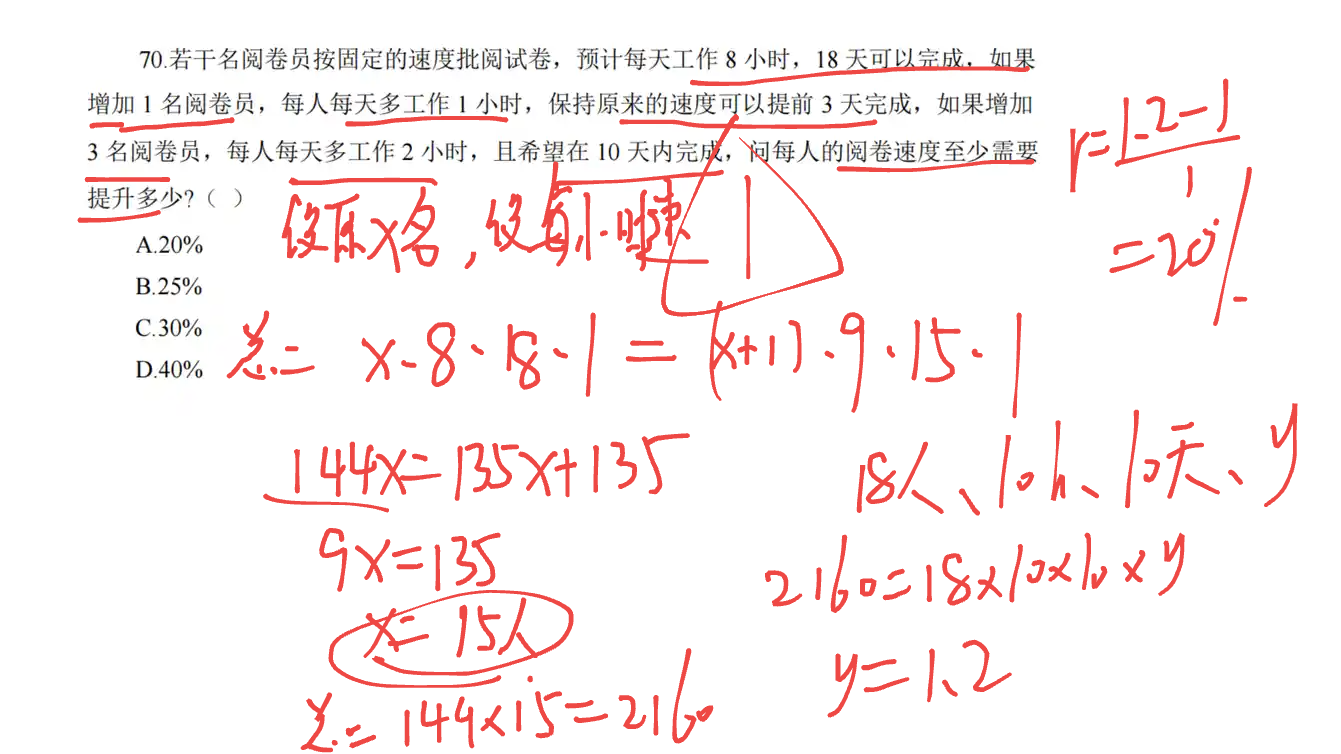 70.若干名阅卷员按固定的速度批阅试卷，预计每天工作 8 小时，18 天可以完成，如果
增加 1 名阅卷员，每人每天多工作 1 小时，保持原来的速度可以提前 3 天完成，如果增加
3 名阅卷员，每人每天多工作 2 小时，且希望在 10 天内完成，问每人的阅卷速度至少需要
提升多少?（ ）
A.20%
B.25%
C.30%
D.40%
设原x名，设每小时速 1
r=1.2-1/1
=20%
总=x·8·18·1=(x+1)·9·15·1
144x=135x+135
9x=135
x=15人
总=144×15=2160
18人、10h、10天、y
2160=18×10×10×y
y=1.2